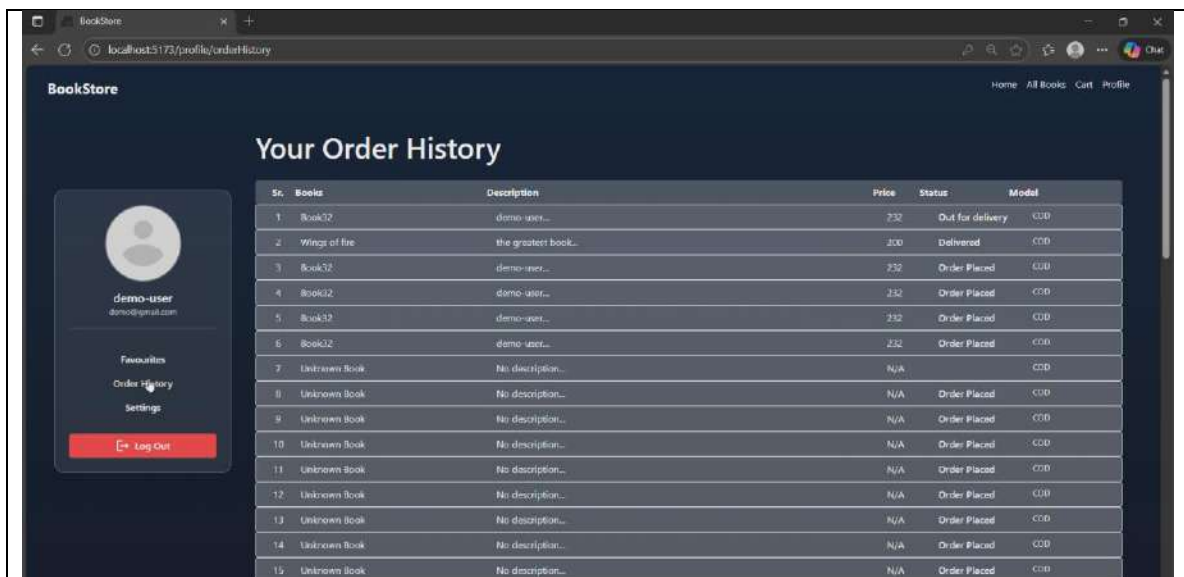 BookStore
localhost:5173/profile/orderHistory
Chat
BookStore
Home All Books Cart Profile
Your Order History
Sr. Books Description Price Status Model
1 Book32 demo-user... 232 Out for delivery COD
2 Wings of fire the greatest book... 200 Delivered COD
3 Book32 demo-user... 232 Order Placed COD
4 Book32 demo-user... 232 Order Placed COD
5 Book32 demo-user... 232 Order Placed COD
6 Book32 demo-user... 232 Order Placed COD
7 Unknown Book No description... N/A COD
8 Unknown Book No description... N/A Order Placed COD
9 Unknown Book No description... N/A Order Placed COD
10 Unknown Book No description... N/A Order Placed COD
11 Unknown Book No description... N/A Order Placed COD
12 Unknown Book No description... N/A Order Placed COD
13 Unknown Book No description... N/A Order Placed COD
14 Unknown Book No description... N/A Order Placed COD
15 Unknown Book No description... N/A Order Placed COD
demo-user
demo@gmail.com
Favourites
Order History
Settings
Log Out